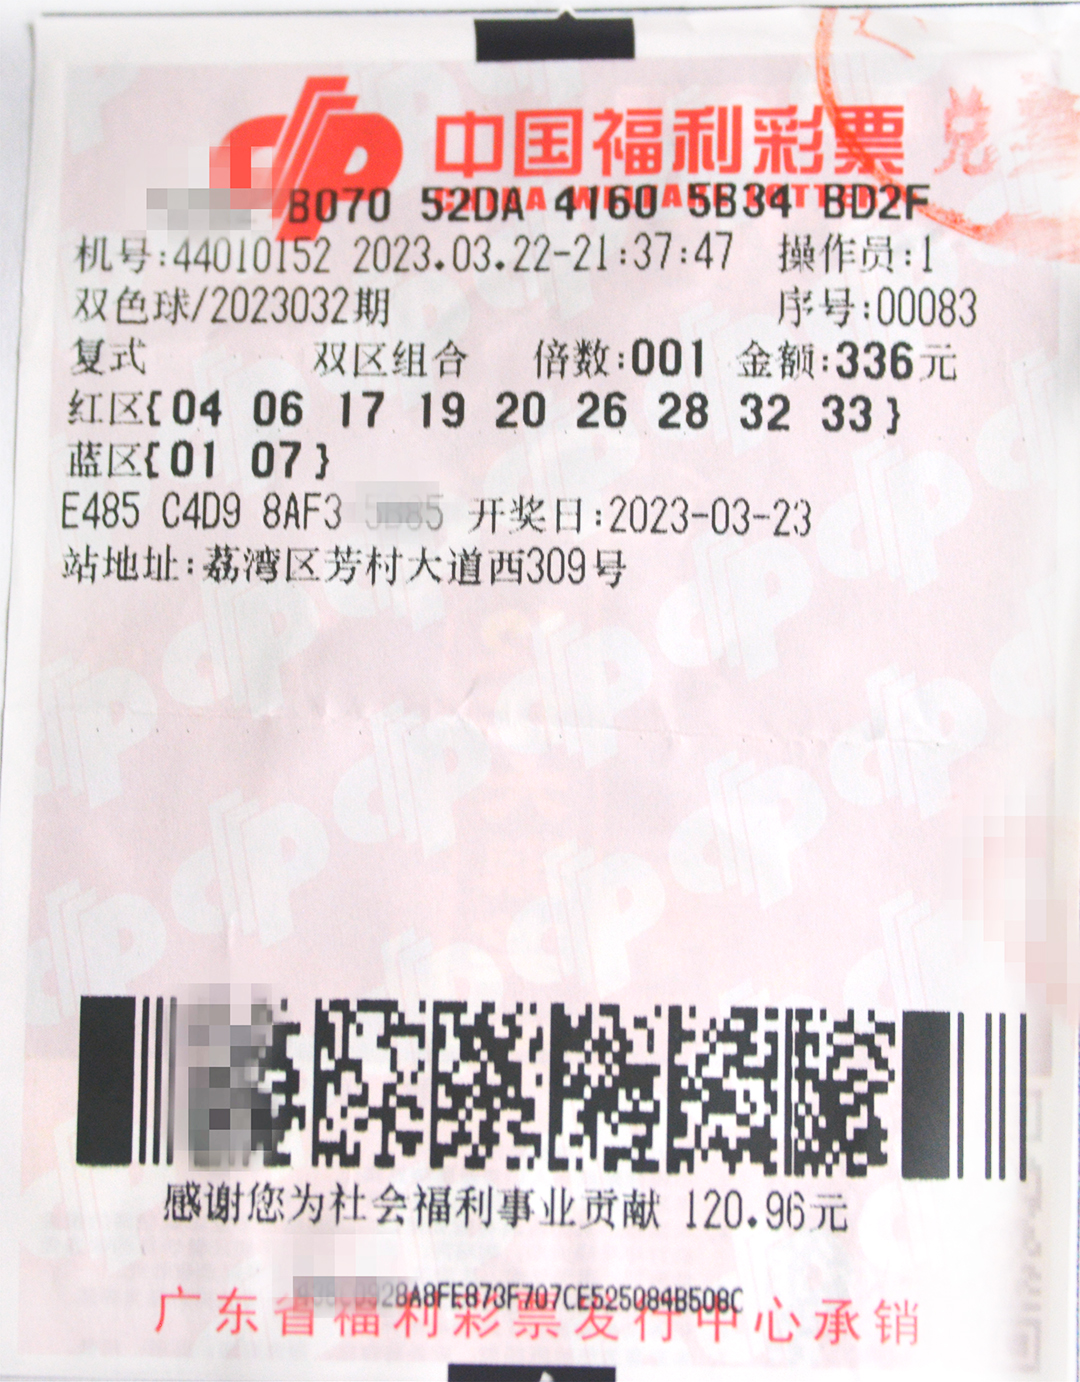 中国福利彩票
CHINA WELFARE LOTTERY
B070 52DA 4160 5B34 BD2F
机号:44010152 2023.03.22-21:37:47 操作员:1
双色球/2023032期 序号:00083
复式 双区组合 倍数:001 金额:336元
红区{04 06 17 19 20 26 28 32 33}
蓝区{01 07}
E485 C4D9 8AF3 开奖日:2023-03-23
站地址:荔湾区芳村大道西309号
感谢您为社会福利事业贡献 120.96元
A8FE873F707CE525084B508C
广东省福利彩票发行中心承销
兑